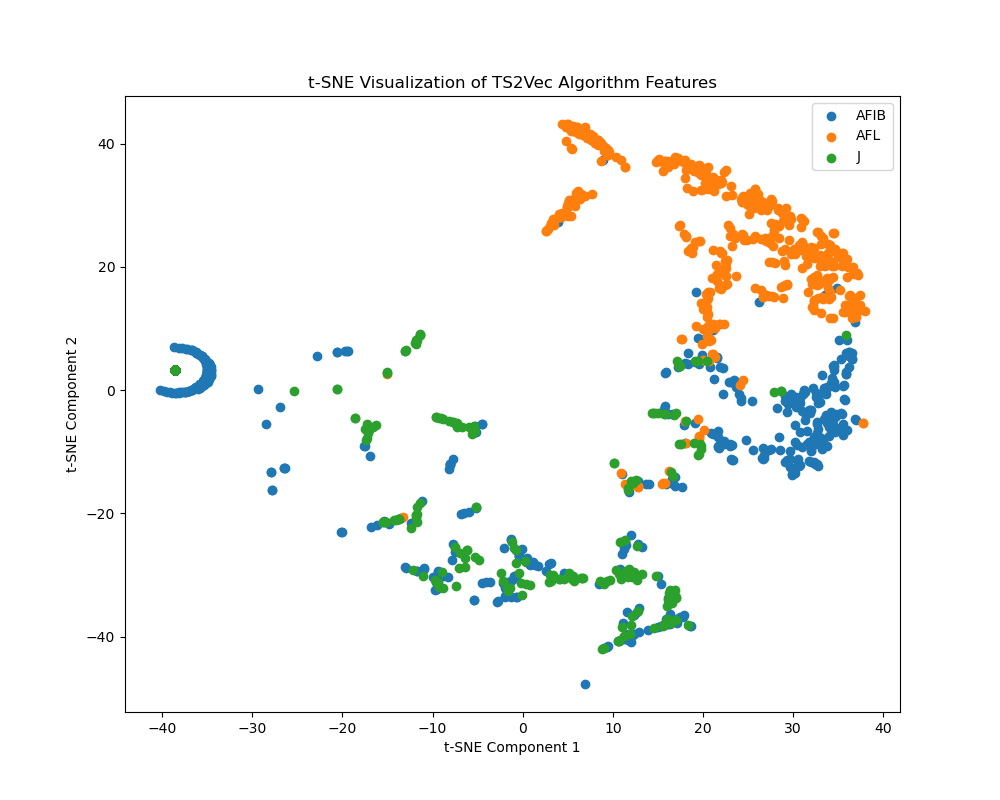 t-SNE Visualization of TS2Vec Algorithm Features
AFIB
AFL
J
40
20
0
−20
−40
t-SNE Component 2
−40 −30 −20 −10 0 10 20 30 40
t-SNE Component 1